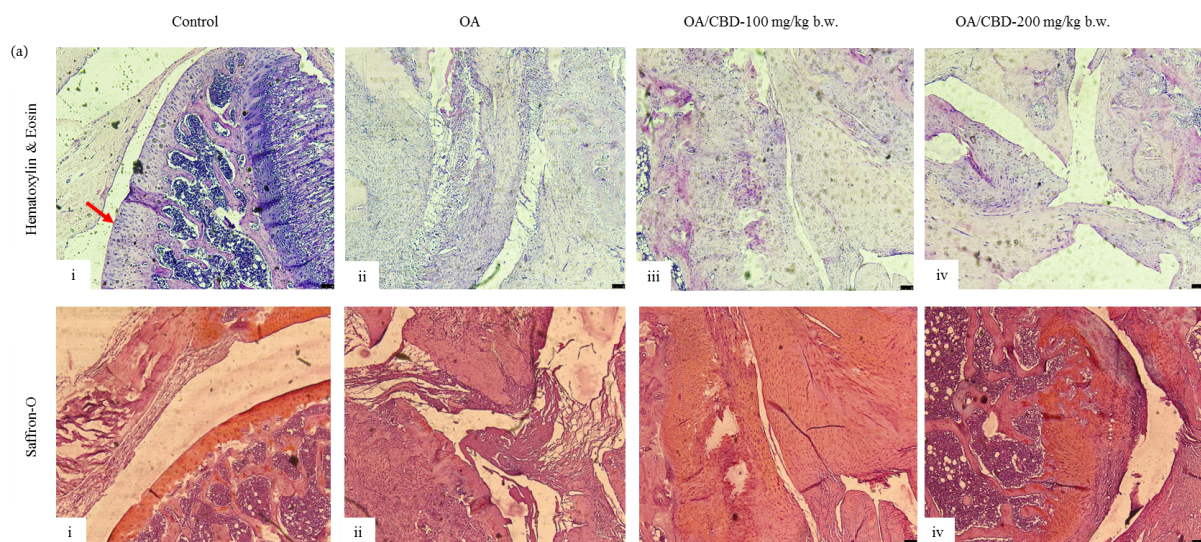 Control OA OA/CBD-100 mg/kg b.w. OA/CBD-200 mg/kg b.w.
(a)
Hematoxylin & Eosin
i ii iii iv
Saffron-O
i ii iii iv